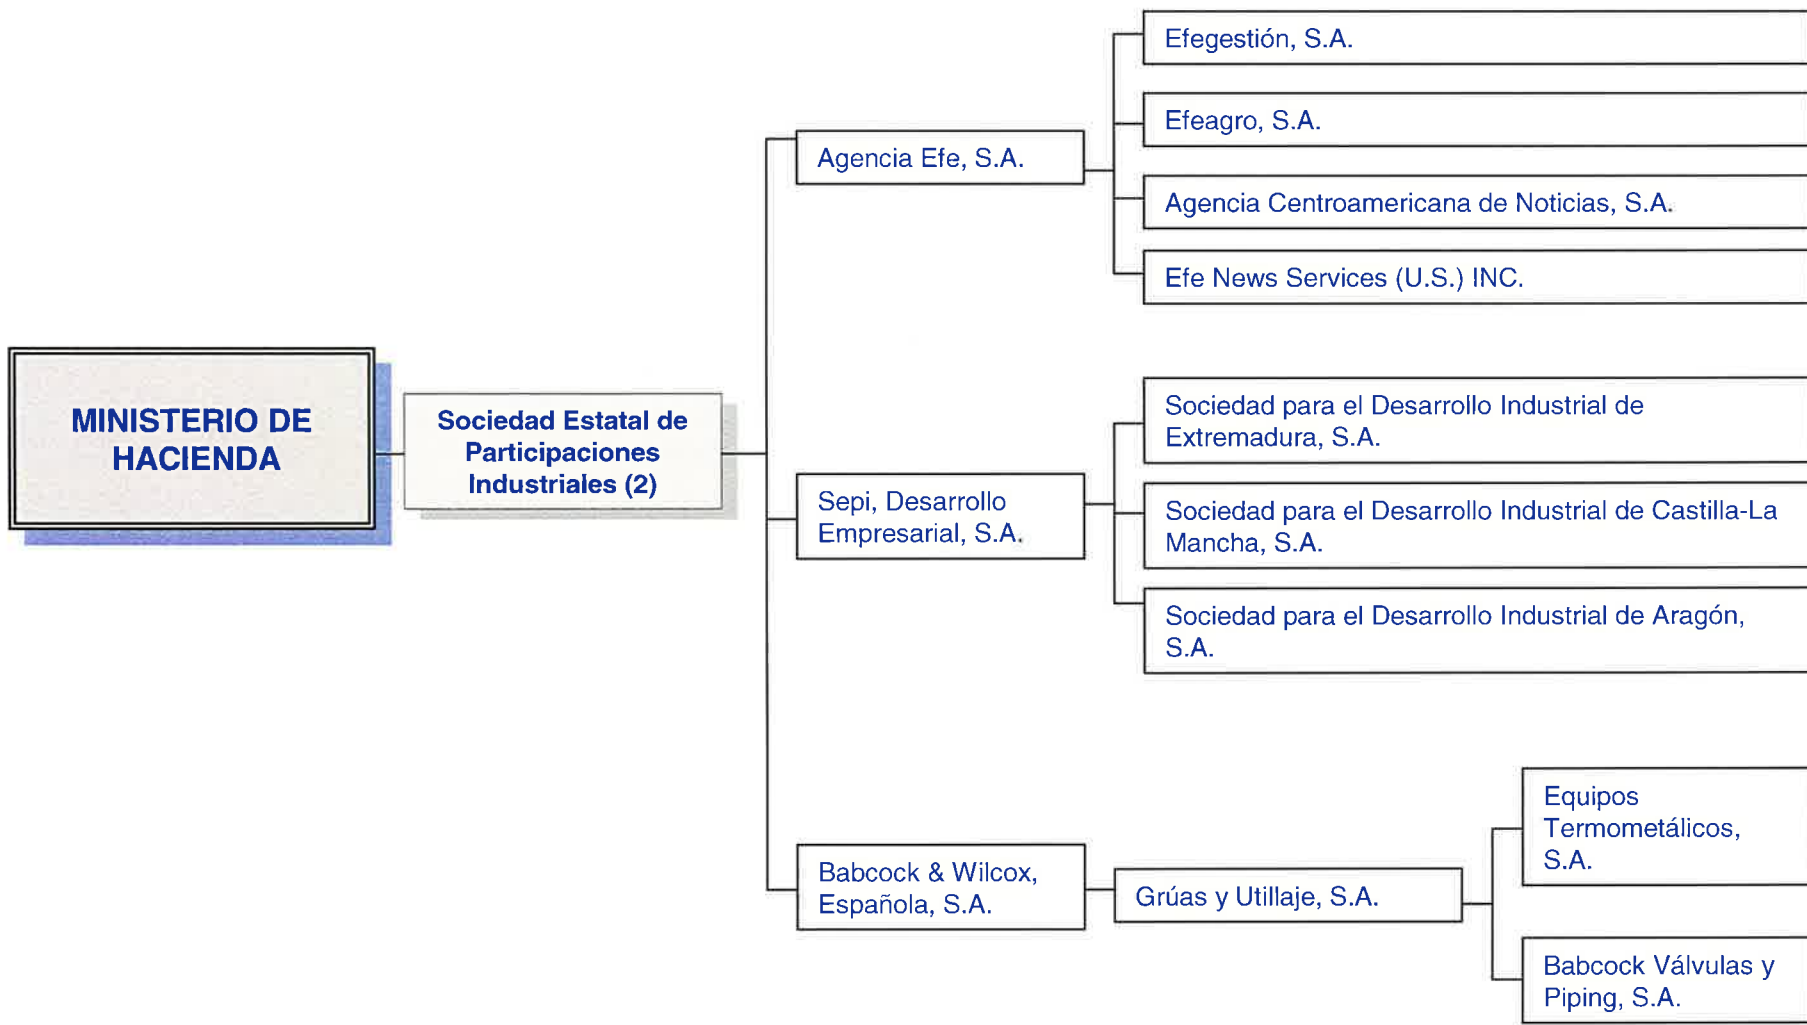 MINISTERIO DE
HACIENDA
Sociedad Estatal de
Participaciones
Industriales (2)
Agencia Efe, S.A.
Efegestión, S.A.
Efeagro, S.A.
Agencia Centroamericana de Noticias, S.A.
Efe News Services (U.S.) INC.
Sepi, Desarrollo
Empresarial, S.A.
Sociedad para el Desarrollo Industrial de
Extremadura, S.A.
Sociedad para el Desarrollo Industrial de Castilla-La
Mancha, S.A.
Sociedad para el Desarrollo Industrial de Aragón,
S.A.
Babcock & Wilcox,
Española, S.A.
Grúas y Utillaje, S.A.
Equipos
Termometálicos,
S.A.
Babcock Válvulas y
Piping, S.A.